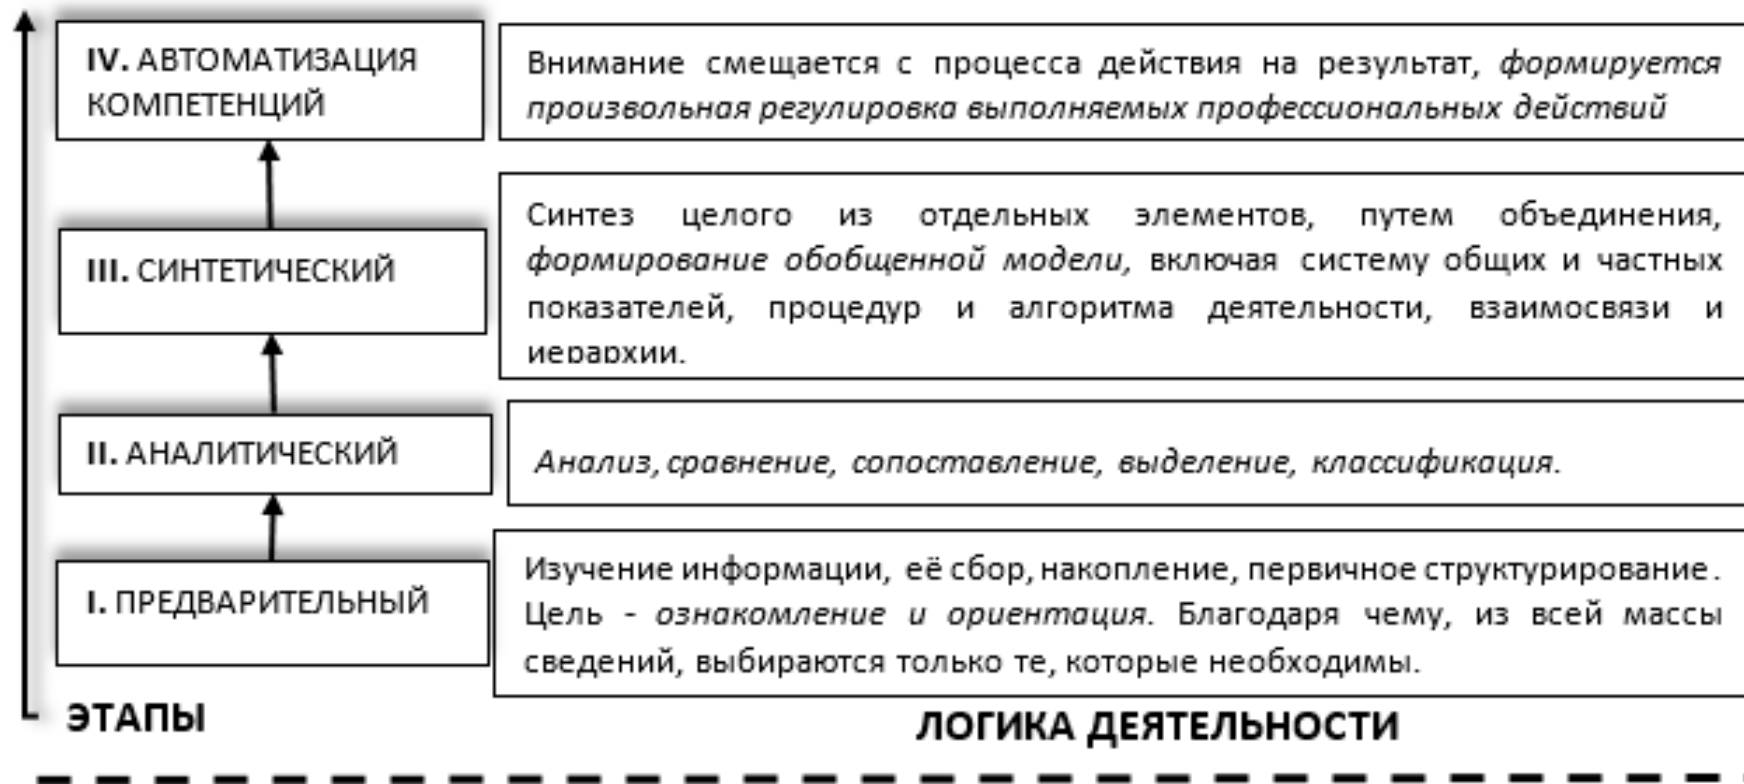 IV. АВТОМАТИЗАЦИЯ
КОМПЕТЕНЦИЙ
Внимание смещается с процесса действия на результат, формируется
произвольная регулировка выполняемых профессиональных действий
III. СИНТЕТИЧЕСКИЙ
Синтез целого из отдельных элементов, путем объединения,
формирование обобщенной модели, включая систему общих и частных
показателей, процедур и алгоритма деятельности, взаимосвязи и
иерархии.
II. АНАЛИТИЧЕСКИЙ
Анализ, сравнение, сопоставление, выделение, классификация.
I. ПРЕДВАРИТЕЛЬНЫЙ
Изучение информации, её сбор, накопление, первичное структурирование.
Цель - ознакомление и ориентация. Благодаря чему, из всей массы
сведений, выбираются только те, которые необходимы.
ЭТАПЫ
ЛОГИКА ДЕЯТЕЛЬНОСТИ